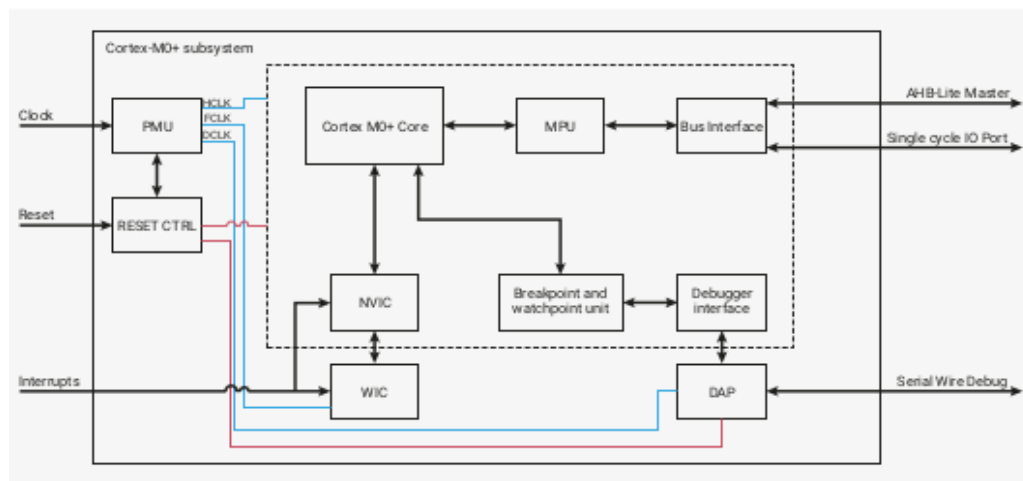 Cortex-M0+ subsystem
Clock
PMU
HCLK
FCLK
DCLK
Cortex M0+ Core
MPU
Bus Interface
AHB-Lite Master
Single cycle IO Port
Reset
RESET CTRL
NVIC
Breakpoint and
watchpoint unit
Debugger
interface
Interrupts
WIC
DAP
Serial Wire Debug